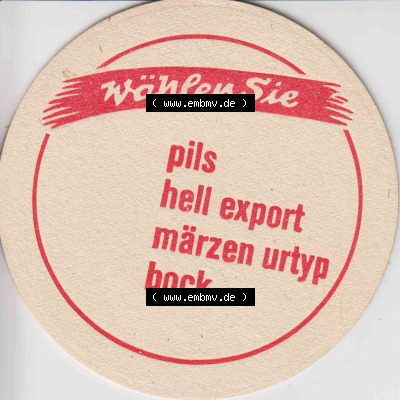 Wählen Sie
( www.embmv.de )
pils
hell export
märzen urtyp
bock
( www.embmv.de )